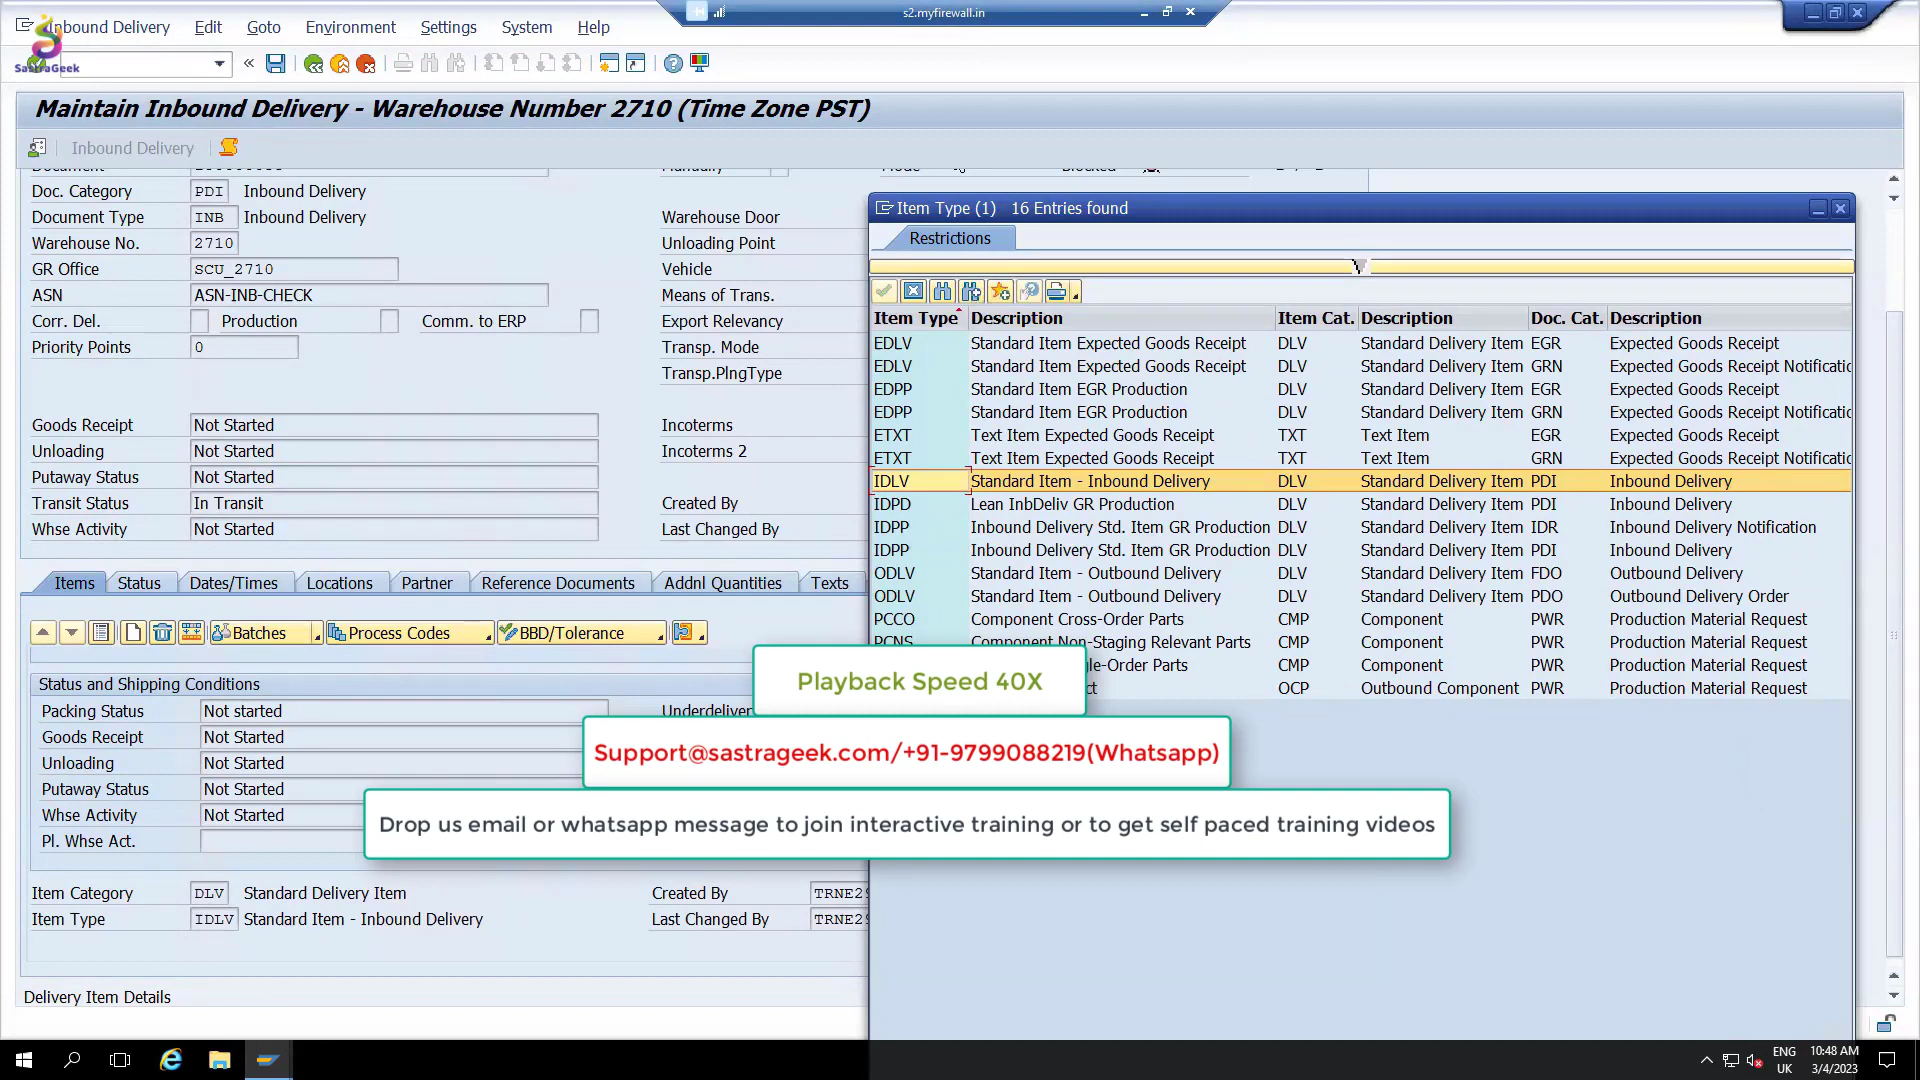 s2.myfirewall.in
Inbound Delivery Edit Goto Environment Settings System Help
SastraGeek
Maintain Inbound Delivery - Warehouse Number 2710 (Time Zone PST)
Inbound Delivery
Doc. Category PDI Inbound Delivery
Document Type INB Inbound Delivery Warehouse Door
Warehouse No. 2710 Unloading Point
GR Office SCU_2710 Vehicle
ASN ASN-INB-CHECK Means of Trans.
Corr. Del. Production Comm. to ERP Export Relevancy
Priority Points 0 Transp. Mode
Transp.PlngType
Goods Receipt Not Started Incoterms
Unloading Not Started Incoterms 2
Putaway Status Not Started
Transit Status In Transit Created By
Whse Activity Not Started Last Changed By
Items Status Dates/Times Locations Partner Reference Documents Addnl Quantities Texts
Batches Process Codes BBD/Tolerance
Status and Shipping Conditions
Packing Status Not started Underdeliver
Goods Receipt Not Started
Unloading Not Started
Putaway Status Not Started
Whse Activity Not Started
Pl. Whse Act.
Item Category DLV Standard Delivery Item Created By TRNE29
Item Type IDLV Standard Item - Inbound Delivery Last Changed By TRNE29
Delivery Item Details
Item Type (1) 16 Entries found
Restrictions
Item Type Description Item Cat. Description Doc. Cat. Description
EDLV Standard Item Expected Goods Receipt DLV Standard Delivery Item EGR Expected Goods Receipt
EDLV Standard Item Expected Goods Receipt DLV Standard Delivery Item GRN Expected Goods Receipt Notificatio
EDPP Standard Item EGR Production DLV Standard Delivery Item EGR Expected Goods Receipt
EDPP Standard Item EGR Production DLV Standard Delivery Item GRN Expected Goods Receipt Notificatio
ETXT Text Item Expected Goods Receipt TXT Text Item EGR Expected Goods Receipt
ETXT Text Item Expected Goods Receipt TXT Text Item GRN Expected Goods Receipt Notificatio
IDLV Standard Item - Inbound Delivery DLV Standard Delivery Item PDI Inbound Delivery
IDPD Lean InbDeliv GR Production DLV Standard Delivery Item PDI Inbound Delivery
IDPP Inbound Delivery Std. Item GR Production DLV Standard Delivery Item IDR Inbound Delivery Notification
IDPP Inbound Delivery Std. Item GR Production DLV Standard Delivery Item PDI Inbound Delivery
ODLV Standard Item - Outbound Delivery DLV Standard Delivery Item FDO Outbound Delivery
ODLV Standard Item - Outbound Delivery DLV Standard Delivery Item PDO Outbound Delivery Order
PCCO Component Cross-Order Parts CMP Component PWR Production Material Request
PCNS Component Non-Staging Relevant Parts CMP Component PWR Production Material Request
le-Order Parts CMP Component PWR Production Material Request
ct OCP Outbound Component PWR Production Material Request
Playback Speed 40X
Support@sastrageek.com/+91-9799088219(Whatsapp)
Drop us email or whatsapp message to join interactive training or to get self paced training videos
ENG
UK
10:48 AM
3/4/2023